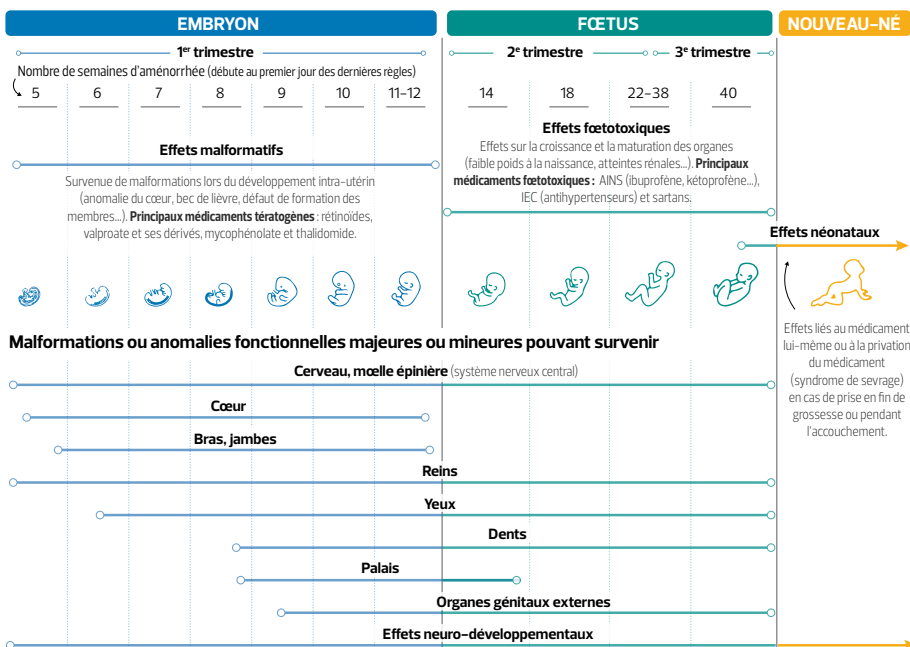 EMBRYON
FŒTUS
NOUVEAU-NÉ
1er trimestre
2e trimestre
3e trimestre
Nombre de semaines d'aménorrhée (débute au premier jour des dernières règles)
5 6 7 8 9 10 11-12 14 18 22-38 40
Effets malformatifs
Survenue de malformations lors du développement intra-utérin
(anomalie du cœur, bec de lièvre, défaut de formation des
membres...). Principaux médicaments tératogènes : rétinoïdes,
valproate et ses dérivés, mycophénolate et thalidomide.
Effets fœtotoxiques
Effets sur la croissance et la maturation des organes
(faible poids à la naissance, atteintes rénales...). Principaux
médicaments fœtotoxiques : AINS (ibuprofène, kétoprofène...),
IEC (antihypertenseurs) et sartans.
Effets néonataux
Effets liés au médicament
lui-même ou à la privation
du médicament
(syndrome de sevrage)
en cas de prise en fin de
grossesse ou pendant
l'accouchement.
Malformations ou anomalies fonctionnelles majeures ou mineures pouvant survenir
Cerveau, mœlle épinière (système nerveux central)
Cœur
Bras, jambes
Reins
Yeux
Dents
Palais
Organes génitaux externes
Effets neuro-développementaux